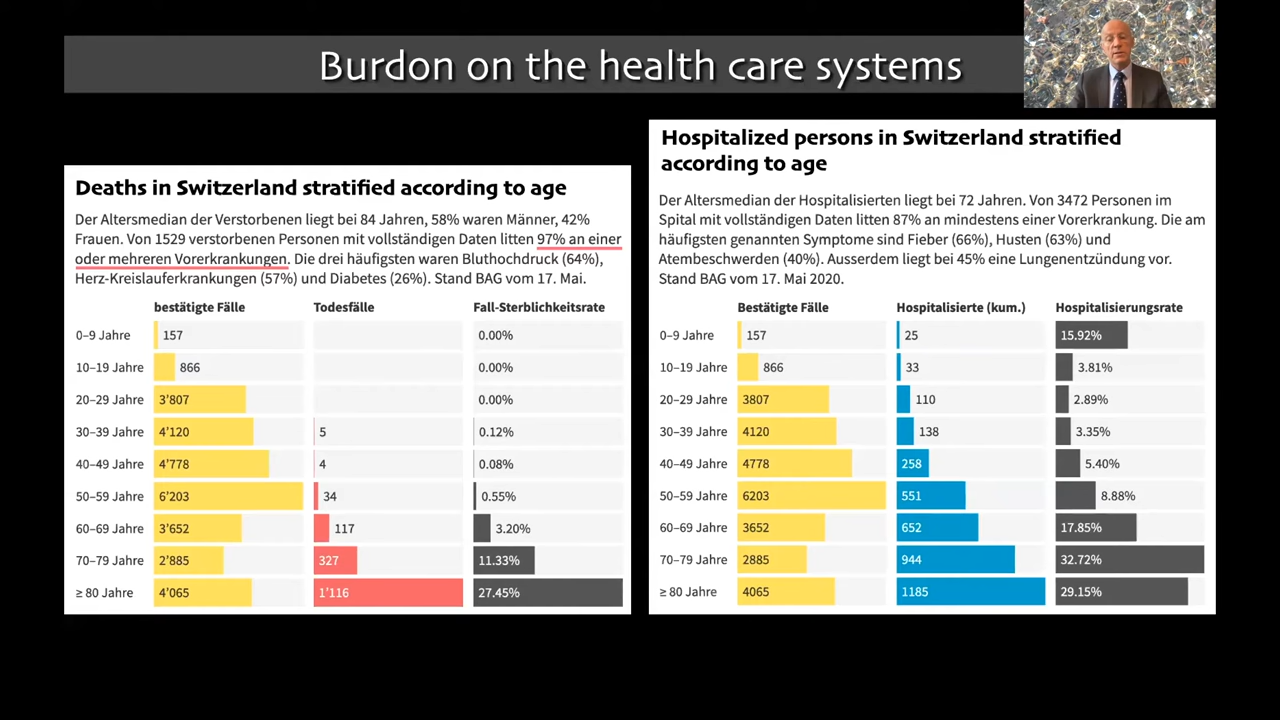 Burdon on the health care systems
Deaths in Switzerland stratified according to age
Der Altersmedian der Verstorbenen liegt bei 84 Jahren, 58% waren Männer, 42%
Frauen. Von 1529 verstorbenen Personen mit vollständigen Daten litten 97% an einer
oder mehreren Vorerkrankungen. Die drei häufigsten waren Bluthochdruck (64%),
Herz-Kreislauferkrankungen (57%) und Diabetes (26%). Stand BAG vom 17. Mai.
bestätigte Fälle Todesfälle Fall-Sterblichkeitsrate
0–9 Jahre 157 0.00%
10–19 Jahre 866 0.00%
20–29 Jahre 3’807 0.00%
30–39 Jahre 4’120 5 0.12%
40–49 Jahre 4’778 4 0.08%
50–59 Jahre 6’203 34 0.55%
60–69 Jahre 3’652 117 3.20%
70–79 Jahre 2’885 327 11.33%
≥ 80 Jahre 4’065 1’116 27.45%
Hospitalized persons in Switzerland stratified
according to age
Der Altersmedian der Hospitalisierten liegt bei 72 Jahren. Von 3472 Personen im
Spital mit vollständigen Daten litten 87% an mindestens einer Vorerkrankung. Die am
häufigsten genannten Symptome sind Fieber (66%), Husten (63%) und
Atembeschwerden (40%). Ausserdem liegt bei 45% eine Lungenentzündung vor.
Stand BAG vom 17. Mai 2020.
Bestätigte Fälle Hospitalisierte (kum.) Hospitalisierungsrate
0–9 Jahre 157 25 15.92%
10–19 Jahre 866 33 3.81%
20–29 Jahre 3807 110 2.89%
30–39 Jahre 4120 138 3.35%
40–49 Jahre 4778 258 5.40%
50–59 Jahre 6203 551 8.88%
60–69 Jahre 3652 652 17.85%
70–79 Jahre 2885 944 32.72%
≥ 80 Jahre 4065 1185 29.15%